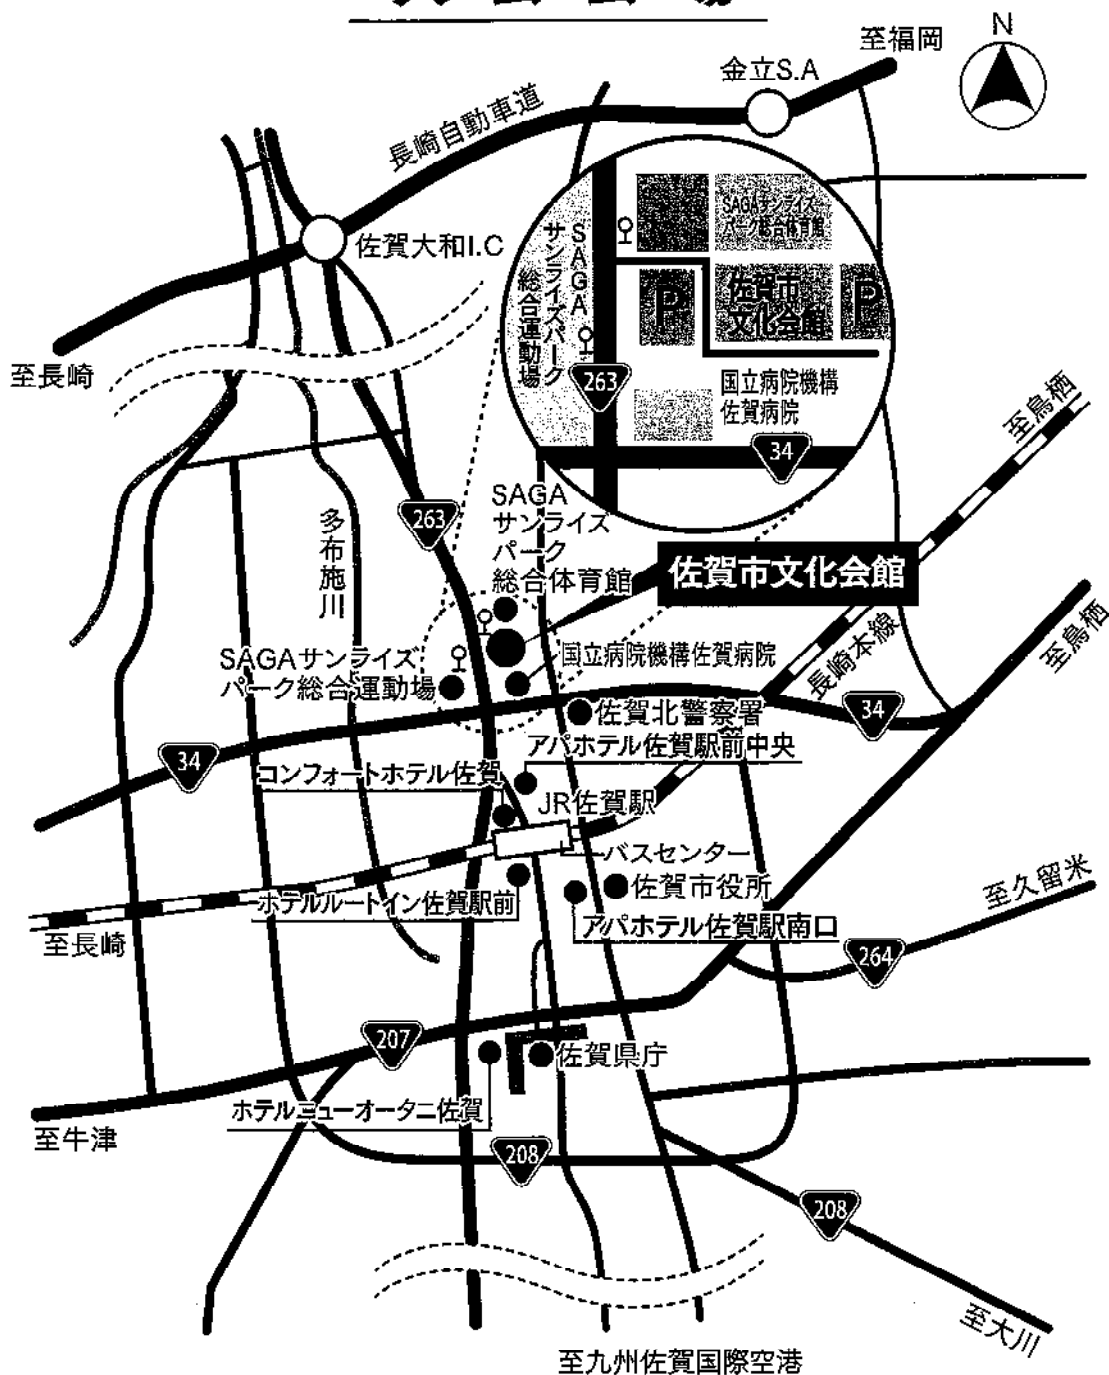 N
至福岡
金立S.A
長崎自動車道
佐賀大和I.C
至長崎
SAGAサンライズ
パーク総合体育館
SAGA
サンライズパーク
総合運動場
P
佐賀市
文化会館
P
263
国立病院機構
佐賀病院
34
至鳥栖
263
多布施川
SAGA
サンライズ
パーク
総合体育館
佐賀市文化会館
SAGAサンライズ
パーク総合運動場
国立病院機構佐賀病院
長崎本線
至鳥栖
佐賀北警察署
34
34
アパホテル佐賀駅前中央
コンフォートホテル佐賀
JR佐賀駅
バスセンター
佐賀市役所
ホテルルートイン佐賀駅前
アパホテル佐賀駅南口
至長崎
至久留米
264
207
佐賀県庁
ホテルニューオータニ佐賀
至牛津
208
208
至大川
至九州佐賀国際空港